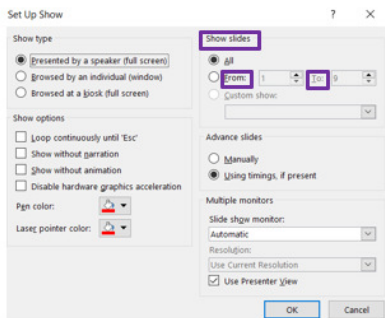 Set Up Show ? ×
Show type
Presented by a speaker (full screen)
Browsed by an individual (window)
Browsed at a kiosk (full screen)
Show options
Loop continuously until 'Esc'
Show without narration
Show without animation
Disable hardware graphics acceleration
Pen color:
Laser pointer color:
Show slides
All
From: 1 To: 9
Custom show:
Advance slides
Manually
Using timings, if present
Multiple monitors
Slide show monitor:
Automatic
Resolution:
Use Current Resolution
Use Presenter View
OK Cancel